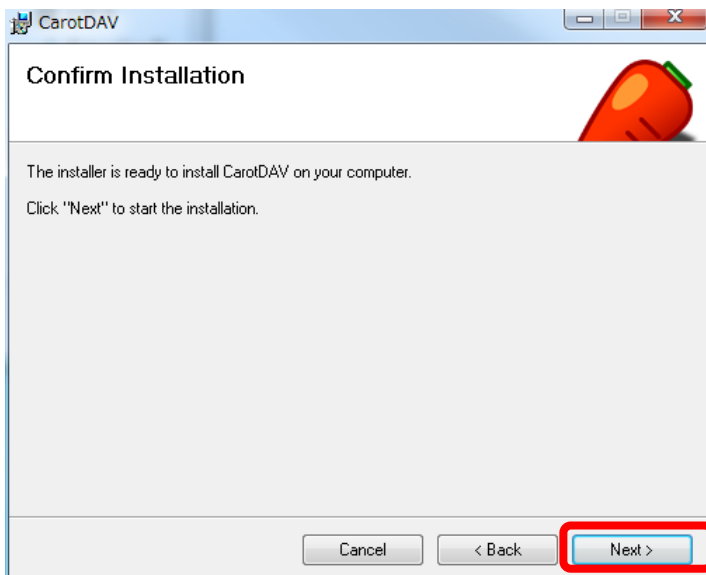 CarotDAV
Confirm Installation
The installer is ready to install CarotDAV on your computer.
Click "Next" to start the installation.
Cancel
< Back
Next >